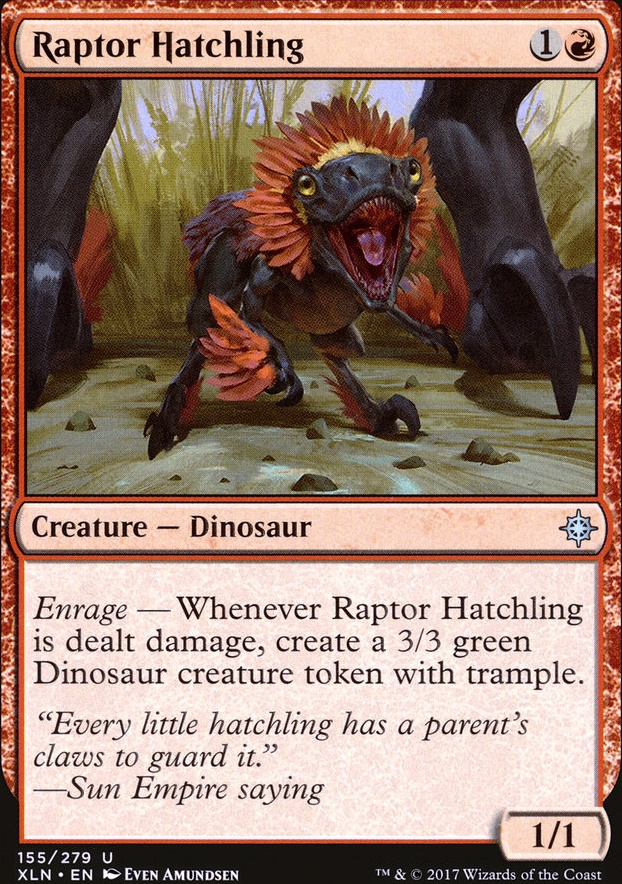 Raptor Hatchling 1
Creature — Dinosaur
Enrage — Whenever Raptor Hatchling
is dealt damage, create a 3/3 green
Dinosaur creature token with trample.
“Every little hatchling has a parent’s
claws to guard it.”
—Sun Empire saying
1/1
155/279 U
XLN • EN Even Amundsen
™ & © 2017 Wizards of the Coast